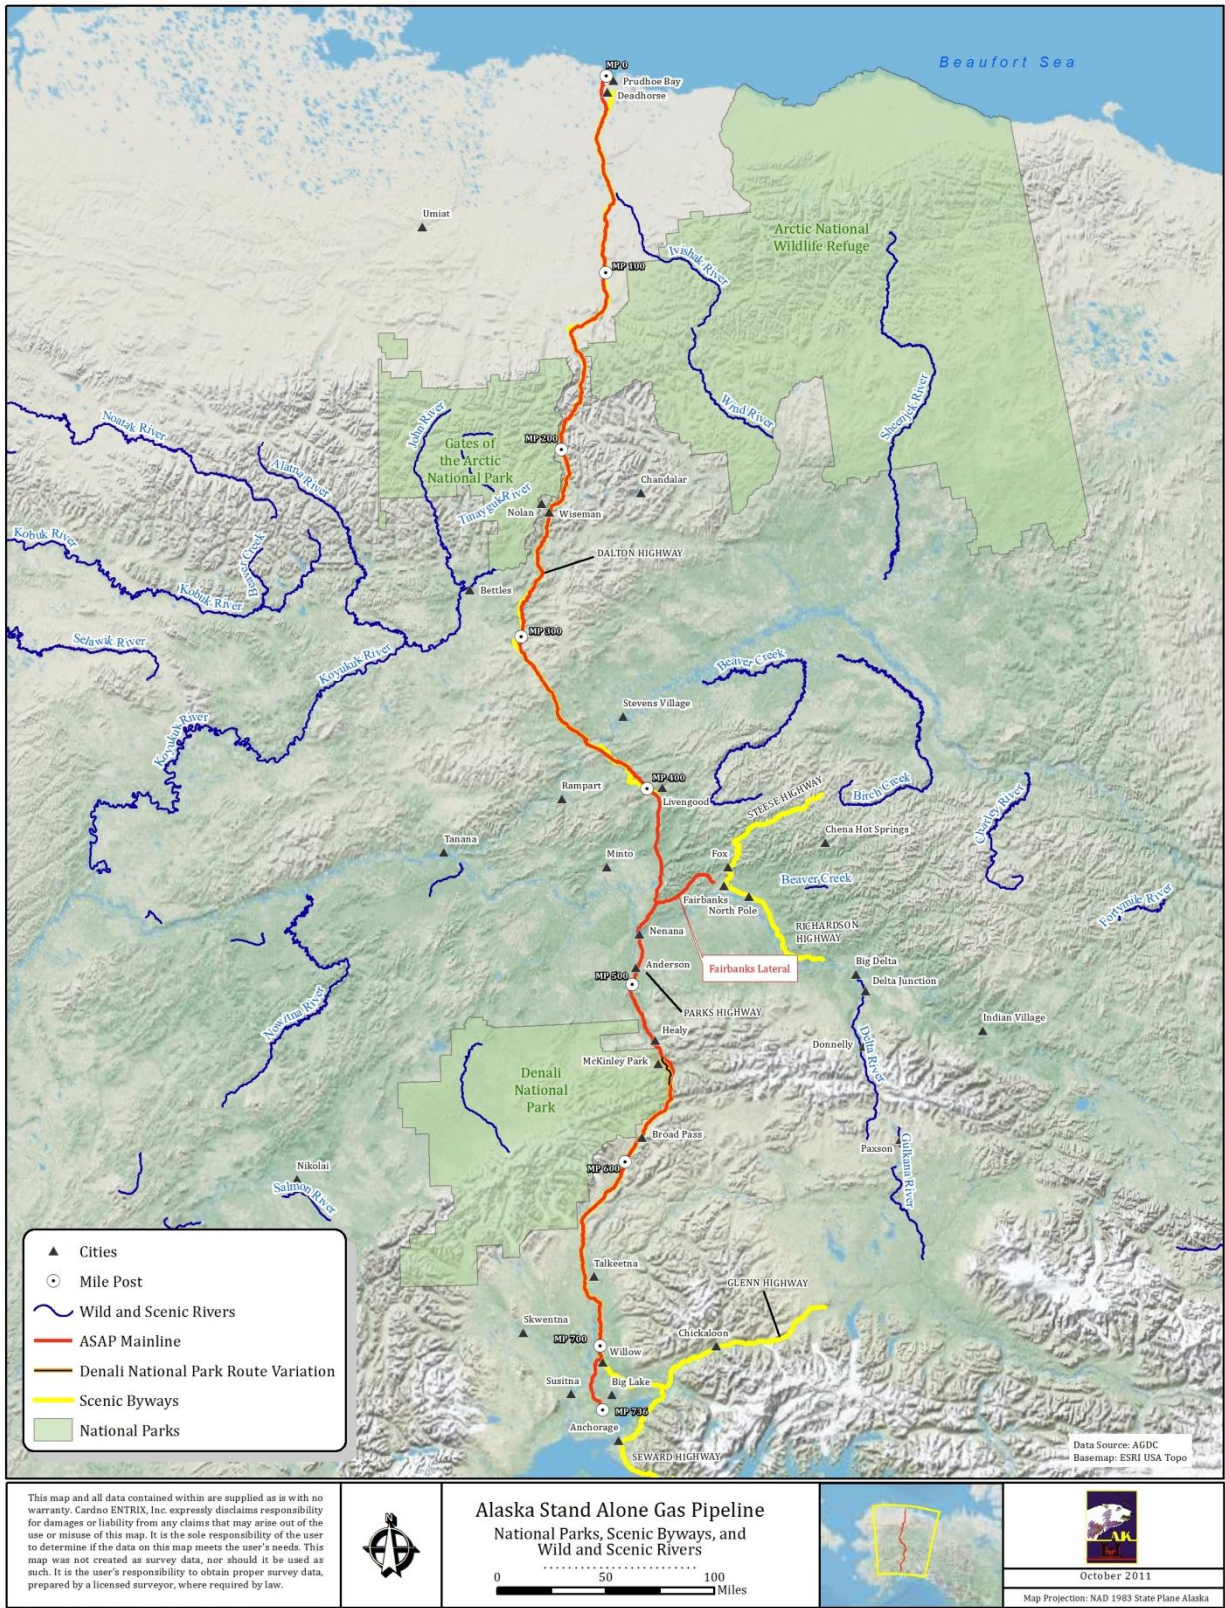 Beaufort Sea
MP 0
Prudhoe Bay
Deadhorse
Umiat
Arctic National
Wildlife Refuge
Ivishak River
MP 100
Wind River
Sheenjek River
Noatak River
John River
Gates of
the Arctic
National Park
MP 200
Alatna River
Chandalar
Tinayguk River
Nolan
Wiseman
Kobuk River
Beaver Creek
DALTON HIGHWAY
Kobuk River
Bettles
Selawik River
MP 300
Koyukuk River
Beaver Creek
Koyukuk River
Stevens Village
MP 400
Rampart
Livengood
STEESE HIGHWAY
Birch Creek
Charley River
Tanana
Chena Hot Springs
Minto
Fox
Beaver Creek
Fairbanks
North Pole
Fortymile River
Nenana
RICHARDSON
HIGHWAY
Anderson
Fairbanks Lateral
Big Delta
MP 500
Delta Junction
Nowitna River
PARKS HIGHWAY
Indian Village
Healy
Donnelly
Delta River
McKinley Park
Denali
National
Park
Broad Pass
Paxson
Gulkana River
MP 600
Nikolai
Salmon River
Talkeetna
GLENN HIGHWAY
Skwentna
Chickaloon
MP 700
Willow
Susitna
Big Lake
MP 736
Anchorage
SEWARD HIGHWAY
Cities
Mile Post
Wild and Scenic Rivers
ASAP Mainline
Denali National Park Route Variation
Scenic Byways
National Parks
Data Source: AGDC
Basemap: ESRI USA Topo
This map and all data contained within are supplied as is with no
warranty. Cardno ENTRIX, Inc. expressly disclaims responsibility
for damages or liability from any claims that may arise out of the
use or misuse of this map. It is the sole responsibility of the user
to determine if the data on this map meets the user's needs. This
map was not created as survey data, nor should it be used as
such. It is the user's responsibility to obtain proper survey data,
prepared by a licensed surveyor, where required by law.
N
Alaska Stand Alone Gas Pipeline
National Parks, Scenic Byways, and
Wild and Scenic Rivers
0 50 100
Miles
AK
October 2011
Map Projection: NAD 1983 State Plane Alaska